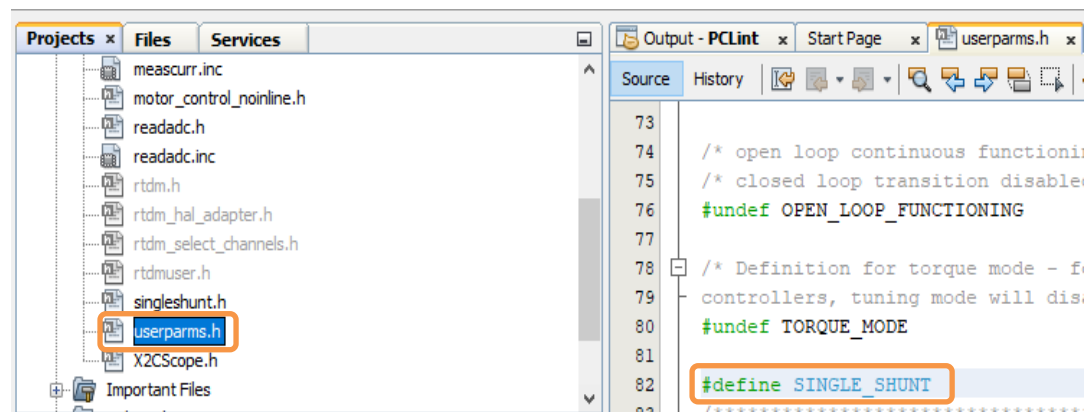 Projects × Files Services
meascurr.inc
motor_control_noinline.h
readadc.h
readadc.inc
rtdm.h
rtdm_hal_adapter.h
rtdm_select_channels.h
rtdmuser.h
singleshunt.h
userparms.h
X2CScope.h
Important Files
Output - PCLint × Start Page × userparms.h ×
Source History
73
74 /* open loop continuous functioni
75 /* closed loop transition disable
76 #undef OPEN_LOOP_FUNCTIONING
77
78 /* Definition for torque mode - f
79 controllers, tuning mode will dis
80 #undef TORQUE_MODE
81
82 #define SINGLE_SHUNT